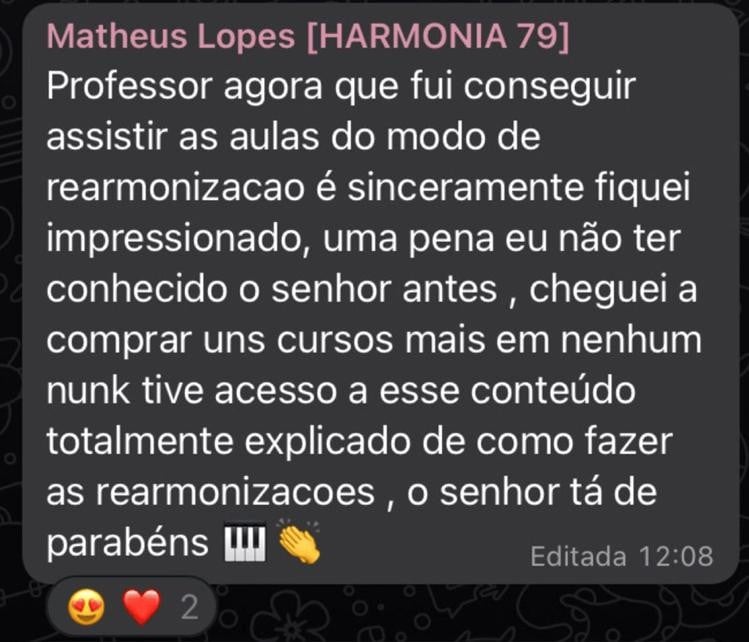 Matheus Lopes [HARMONIA 79]
Professor agora que fui conseguir
assistir as aulas do modo de
rearmonizacao é sinceramente fiquei
impressionado, uma pena eu não ter
conhecido o senhor antes , cheguei a
comprar uns cursos mais em nenhum
nunk tive acesso a esse conteúdo
totalmente explicado de como fazer
as rearmonizacoes , o senhor tá de
parabéns 🎹 👏
Editada 12:08
😍 ❤️ 2